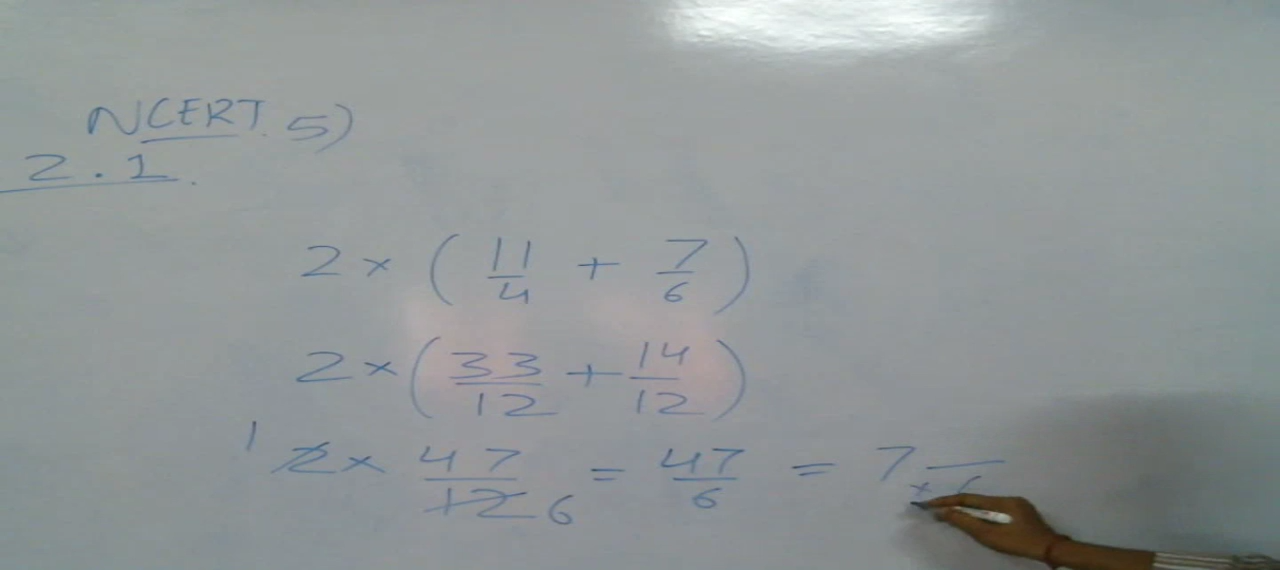 NCERT. 5)
2.1.
2 × ( 11/4 + 7/6 )
2 × ( 33/12 + 14/12 )
1 2 × 47/12 6 = 47/6 = 7 × /6